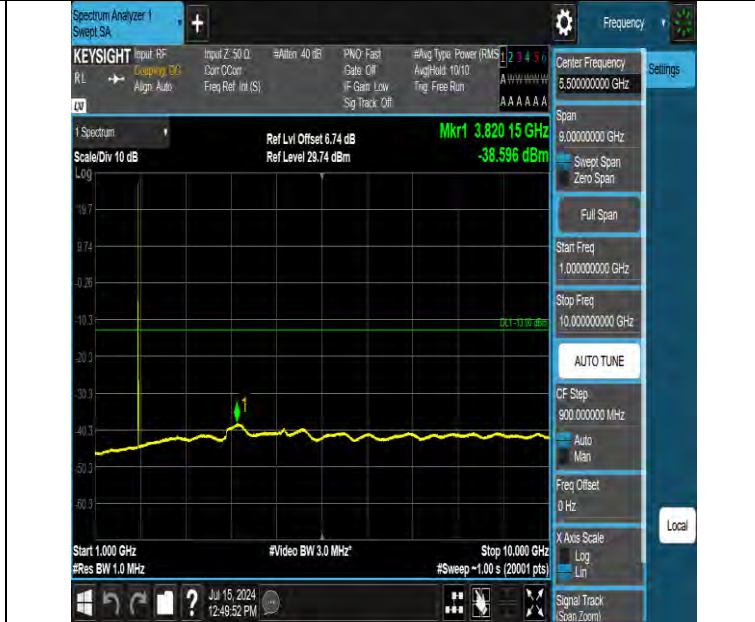 Spectrum Analyzer 1
Swept SA
+
Frequency
KEYSIGHT
RL
LXI
Input: RF
Coupling: DC
Align: Auto
Input Z: 50 Ω
Corr CCorr
Freq Ref: Int (S)
#Atten: 40 dB
PNO: Fast
Gate: Off
IF Gain: Low
Sig Track: Off
#Avg Type: Power (RMS
Avg|Hold: 10/10
Trig: Free Run
1 2 3 4 5 6
A W W W W W
A A A A A A
1 Spectrum
Scale/Div 10 dB
Log
Ref Lvl Offset 6.74 dB
Ref Level 29.74 dBm
Mkr1 3.820 15 GHz
-38.596 dBm
19.7
9.74
-0.26
-10.3
-20.3
-30.3
-40.3
-50.3
-60.3
DL1 -13.00 dBm
1
Start 1.000 GHz
#Res BW 1.0 MHz
#Video BW 3.0 MHz*
Stop 10.000 GHz
#Sweep ~1.00 s (20001 pts)
?
Jul 15, 2024
12:49:52 PM
Center Frequency
5.500000000 GHz
Settings
Span
9.00000000 GHz
Swept Span
Zero Span
Full Span
Start Freq
1.000000000 GHz
Stop Freq
10.000000000 GHz
AUTO TUNE
CF Step
900.000000 MHz
Auto
Man
Freq Offset
0 Hz
Local
X Axis Scale
Log
Lin
Signal Track
(Span Zoom)